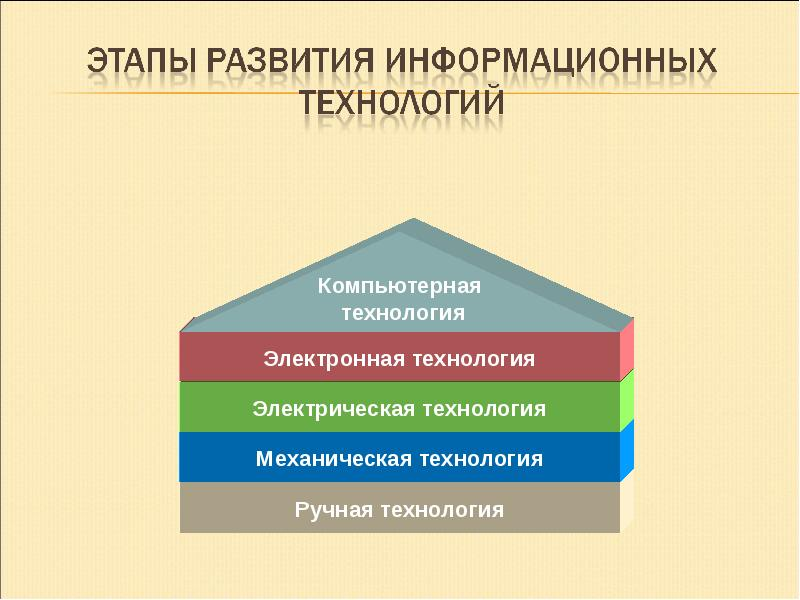 ЭТАПЫ РАЗВИТИЯ ИНФОРМАЦИОННЫХ
ТЕХНОЛОГИЙ
Компьютерная
технология
Электронная технология
Электрическая технология
Механическая технология
Ручная технология